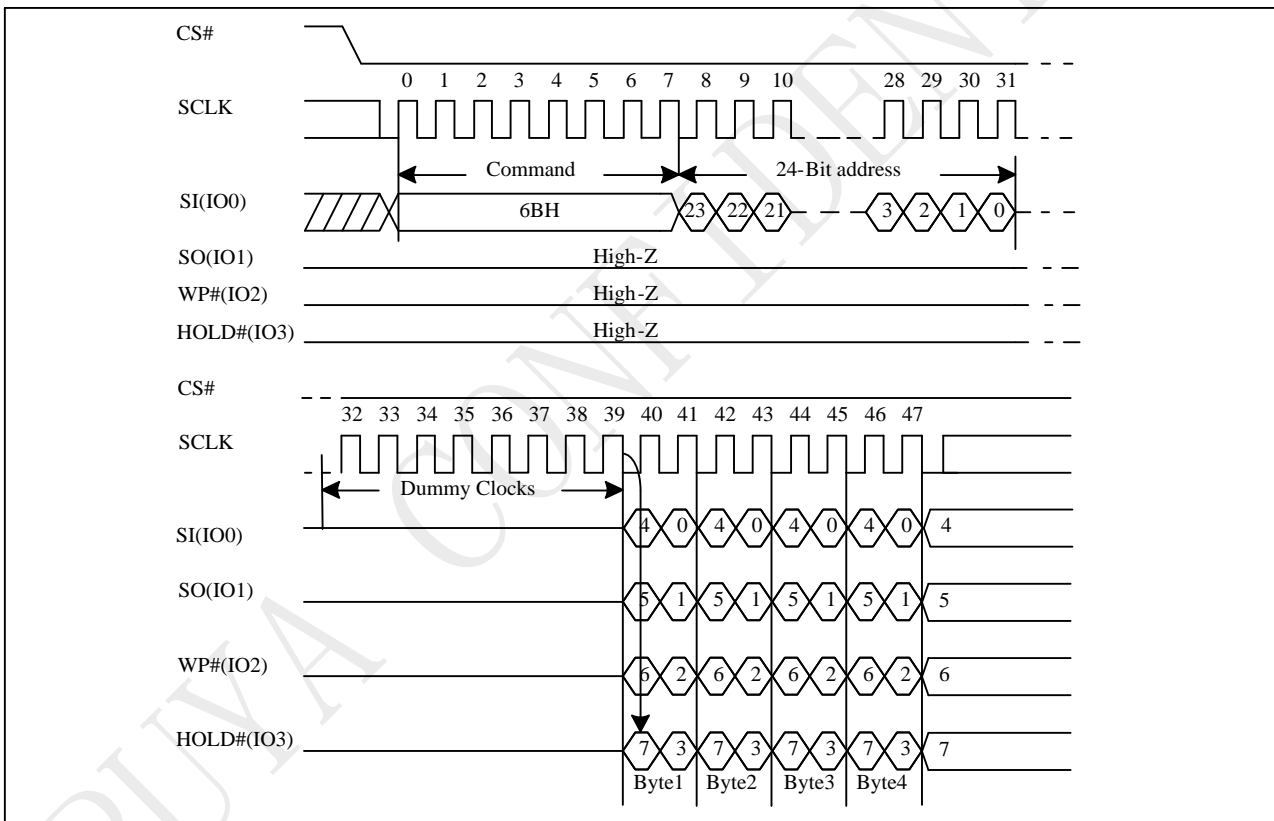 CS#
0 1 2 3 4 5 6 7 8 9 10 28 29 30 31
SCLK
Command 24-Bit address
SI(IO0) 6BH 23 22 21 3 2 1 0
SO(IO1) High-Z
WP#(IO2) High-Z
HOLD#(IO3) High-Z
CS#
32 33 34 35 36 37 38 39 40 41 42 43 44 45 46 47
SCLK
Dummy Clocks
SI(IO0) 4 0 4 0 4 0 4 0 4
SO(IO1) 5 1 5 1 5 1 5 1 5
WP#(IO2) 6 2 6 2 6 2 6 2 6
HOLD#(IO3) 7 3 7 3 7 3 7 3 7
Byte1 Byte2 Byte3 Byte4
PUYA CONFIDEN